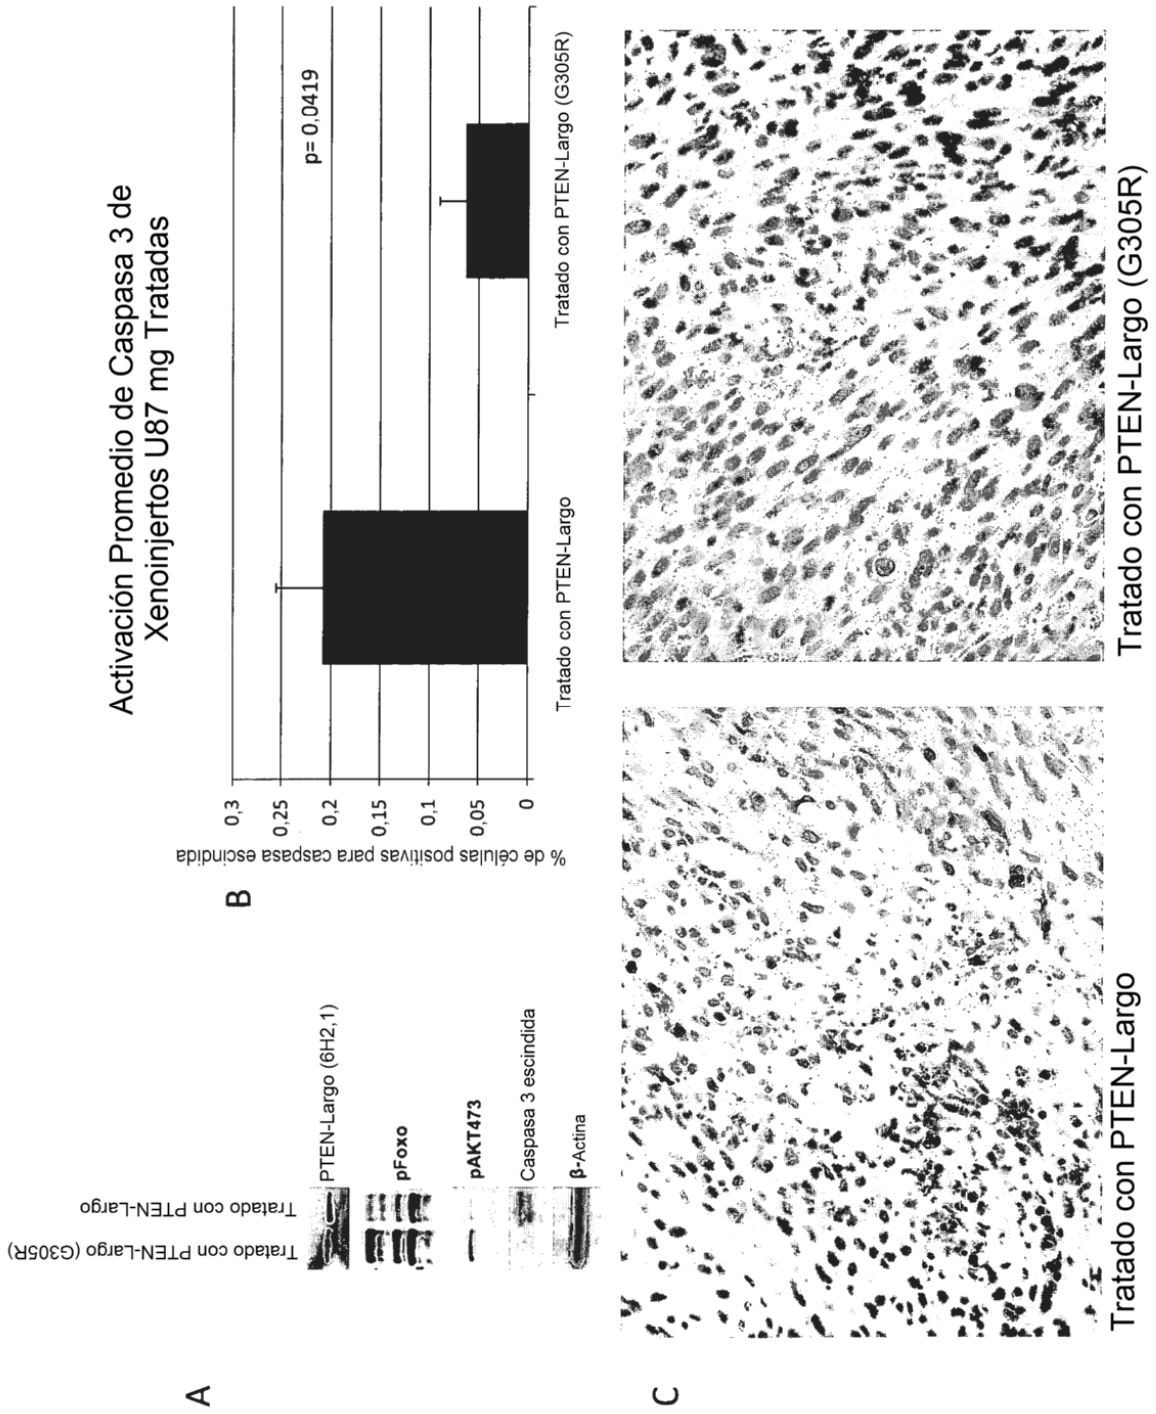 A
Tratado con PTEN-Largo (G305R)
Tratado con PTEN-Largo
PTEN-Largo (6H2,1)
pFoxo
pAKT473
Caspasa 3 escindida
β-Actina
B
Activación Promedio de Caspasa 3 de
Xenoinjertos U87 mg Tratadas
% de células positivas para caspasa escindida
0,3
0,25
0,2
0,15
0,1
0,05
0
p= 0.0419
Tratado con PTEN-Largo
Tratado con PTEN-Largo (G305R)
C
Tratado con PTEN-Largo
Tratado con PTEN-Largo (G305R)